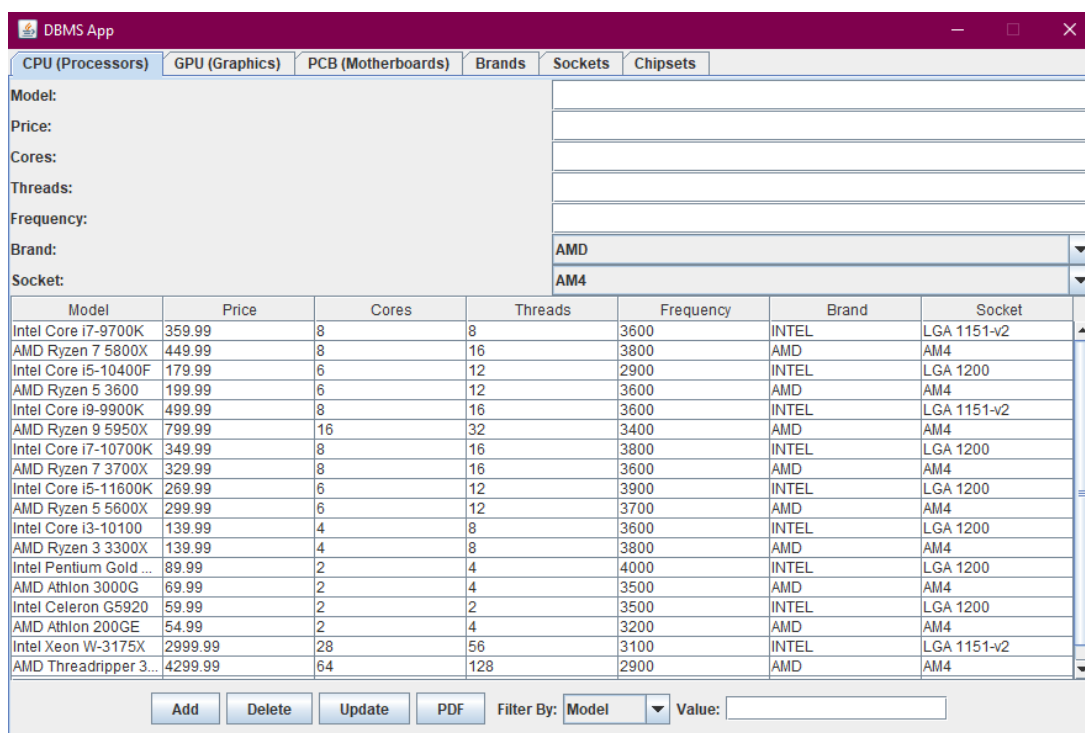 DBMS App
CPU (Processors) GPU (Graphics) PCB (Motherboards) Brands Sockets Chipsets
Model:
Price:
Cores:
Threads:
Frequency:
Brand: AMD
Socket: AM4
Model Price Cores Threads Frequency Brand Socket
Intel Core i7-9700K 359.99 8 8 3600 INTEL LGA 1151-v2
AMD Ryzen 7 5800X 449.99 8 16 3800 AMD AM4
Intel Core i5-10400F 179.99 6 12 2900 INTEL LGA 1200
AMD Ryzen 5 3600 199.99 6 12 3600 AMD AM4
Intel Core i9-9900K 499.99 8 16 3600 INTEL LGA 1151-v2
AMD Ryzen 9 5950X 799.99 16 32 3400 AMD AM4
Intel Core i7-10700K 349.99 8 16 3800 INTEL LGA 1200
AMD Ryzen 7 3700X 329.99 8 16 3600 AMD AM4
Intel Core i5-11600K 269.99 6 12 3900 INTEL LGA 1200
AMD Ryzen 5 5600X 299.99 6 12 3700 AMD AM4
Intel Core i3-10100 139.99 4 8 3600 INTEL LGA 1200
AMD Ryzen 3 3300X 139.99 4 8 3800 AMD AM4
Intel Pentium Gold ... 89.99 2 4 4000 INTEL LGA 1200
AMD Athlon 3000G 69.99 2 4 3500 AMD AM4
Intel Celeron G5920 59.99 2 2 3500 INTEL LGA 1200
AMD Athlon 200GE 54.99 2 4 3200 AMD AM4
Intel Xeon W-3175X 2999.99 28 56 3100 INTEL LGA 1151-v2
AMD Threadripper 3... 4299.99 64 128 2900 AMD AM4
Add Delete Update PDF Filter By: Model Value: